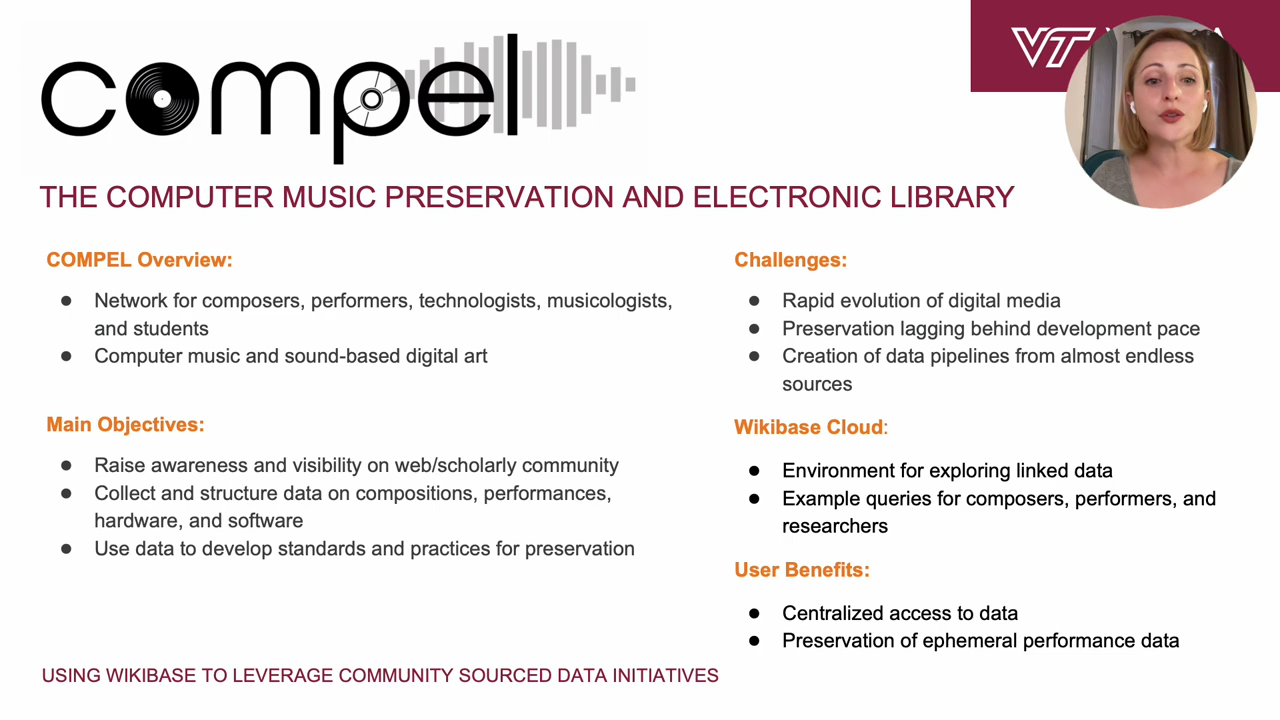 compel
VT
THE COMPUTER MUSIC PRESERVATION AND ELECTRONIC LIBRARY
COMPEL Overview:
● Network for composers, performers, technologists, musicologists,
and students
● Computer music and sound-based digital art
Main Objectives:
● Raise awareness and visibility on web/scholarly community
● Collect and structure data on compositions, performances,
hardware, and software
● Use data to develop standards and practices for preservation
Challenges:
● Rapid evolution of digital media
● Preservation lagging behind development pace
● Creation of data pipelines from almost endless
sources
Wikibase Cloud:
● Environment for exploring linked data
● Example queries for composers, performers, and
researchers
User Benefits:
● Centralized access to data
● Preservation of ephemeral performance data
USING WIKIBASE TO LEVERAGE COMMUNITY SOURCED DATA INITIATIVES